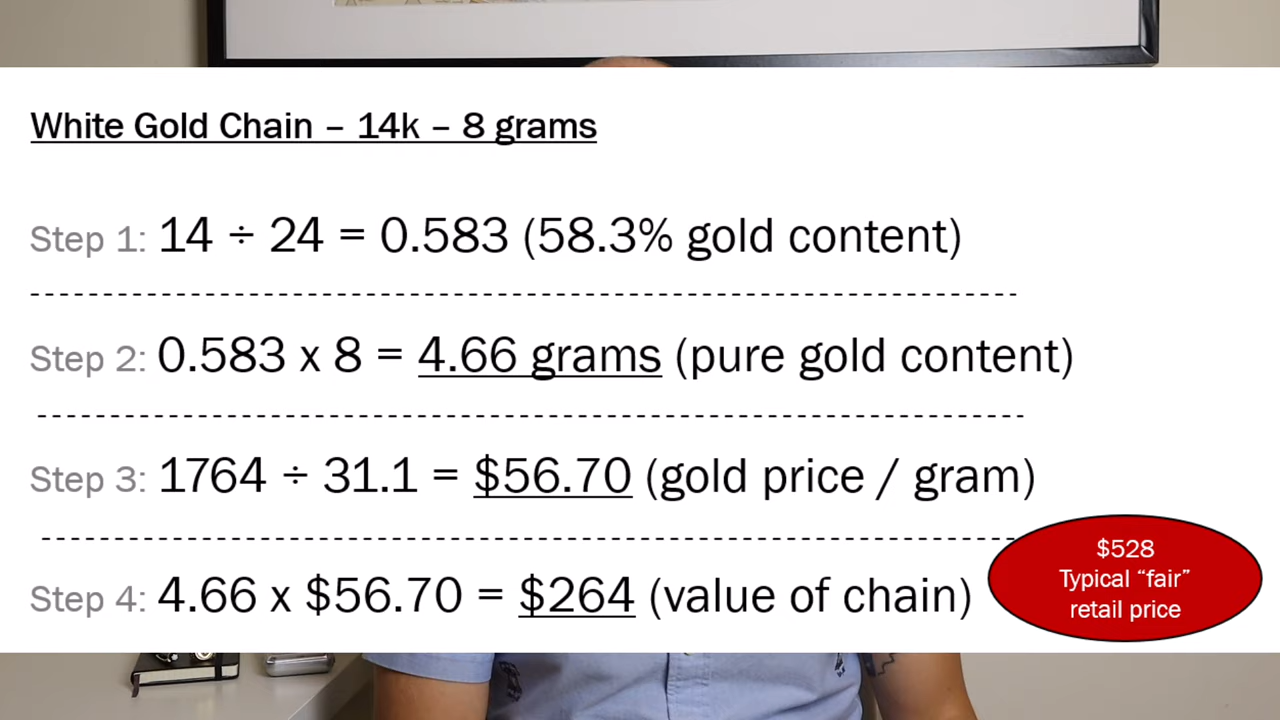 White Gold Chain – 14k – 8 grams
Step 1: 14 ÷ 24 = 0.583 (58.3% gold content)
Step 2: 0.583 x 8 = 4.66 grams (pure gold content)
Step 3: 1764 ÷ 31.1 = $56.70 (gold price / gram)
Step 4: 4.66 x $56.70 = $264 (value of chain)
$528
Typical “fair”
retail price